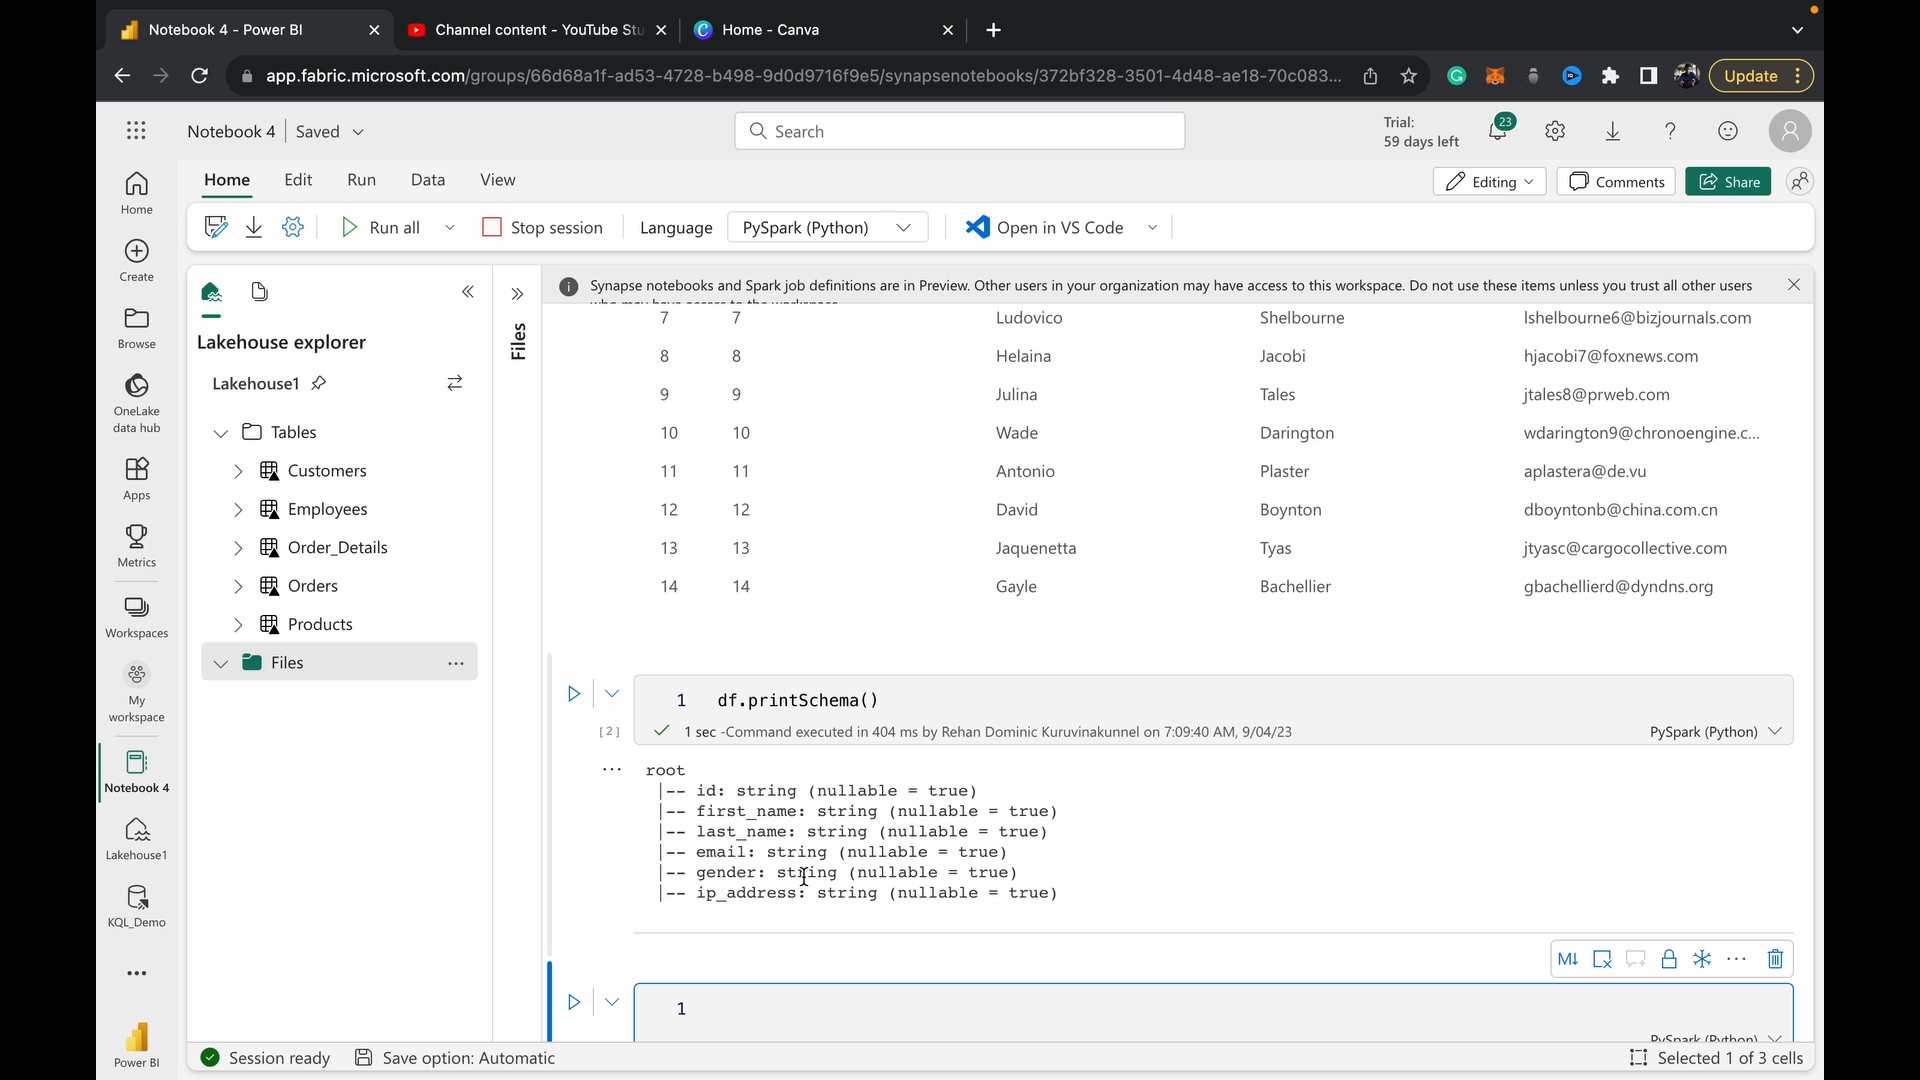 Notebook 4 - Power BI
Channel content - YouTube Stu
Home - Canva
app.fabric.microsoft.com/groups/66d68a1f-ad53-4728-b498-9d0d9716f9e5/synapsenotebooks/372bf328-3501-4d48-ae18-70c083...
Update
Notebook 4 Saved
Search
Trial:
59 days left
23
Home Edit Run Data View
Editing Comments Share
Run all Stop session Language PySpark (Python) Open in VS Code
Home
Create
Browse
OneLake
data hub
Apps
Metrics
Workspaces
My
workspace
Notebook 4
Lakehouse1
KQL_Demo
Power BI
Lakehouse explorer
Lakehouse1
Tables
Customers
Employees
Order_Details
Orders
Products
Files
Files
Synapse notebooks and Spark job definitions are in Preview. Other users in your organization may have access to this workspace. Do not use these items unless you trust all other users
who may have access to the workspace.
7 7 Ludovico Shelbourne lshelbourne6@bizjournals.com
8 8 Helaina Jacobi hjacobi7@foxnews.com
9 9 Julina Tales jtales8@prweb.com
10 10 Wade Darington wdarington9@chronoengine.c...
11 11 Antonio Plaster aplastera@de.vu
12 12 David Boynton dboyntonb@china.com.cn
13 13 Jaquenetta Tyas jtyasc@cargocollective.com
14 14 Gayle Bachellier gbachellierd@dyndns.org
1 df.printSchema()
[2] 1 sec -Command executed in 404 ms by Rehan Dominic Kuruvinakunnel on 7:09:40 AM, 9/04/23 PySpark (Python)
root
|-- id: string (nullable = true)
|-- first_name: string (nullable = true)
|-- last_name: string (nullable = true)
|-- email: string (nullable = true)
|-- gender: string (nullable = true)
|-- ip_address: string (nullable = true)
M↓
1
PySpark (Python)
Session ready Save option: Automatic Selected 1 of 3 cells